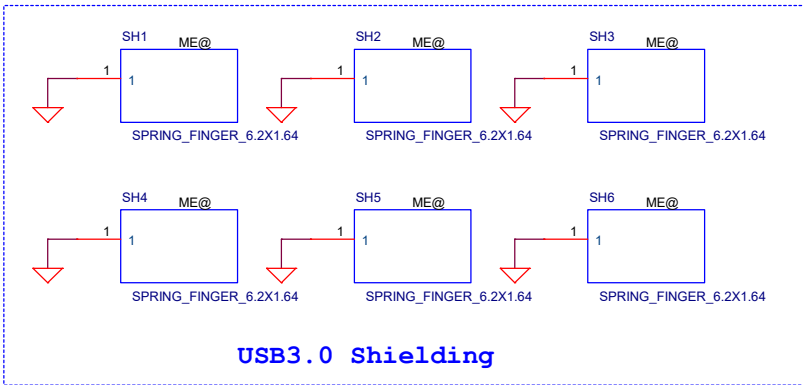 SH1 ME@ SH2 ME@ SH3 ME@
1 1 1 1 1 1
SPRING_FINGER_6.2X1.64 SPRING_FINGER_6.2X1.64 SPRING_FINGER_6.2X1.64
SH4 ME@ SH5 ME@ SH6 ME@
1 1 1 1 1 1
SPRING_FINGER_6.2X1.64 SPRING_FINGER_6.2X1.64 SPRING_FINGER_6.2X1.64
USB3.0 Shielding